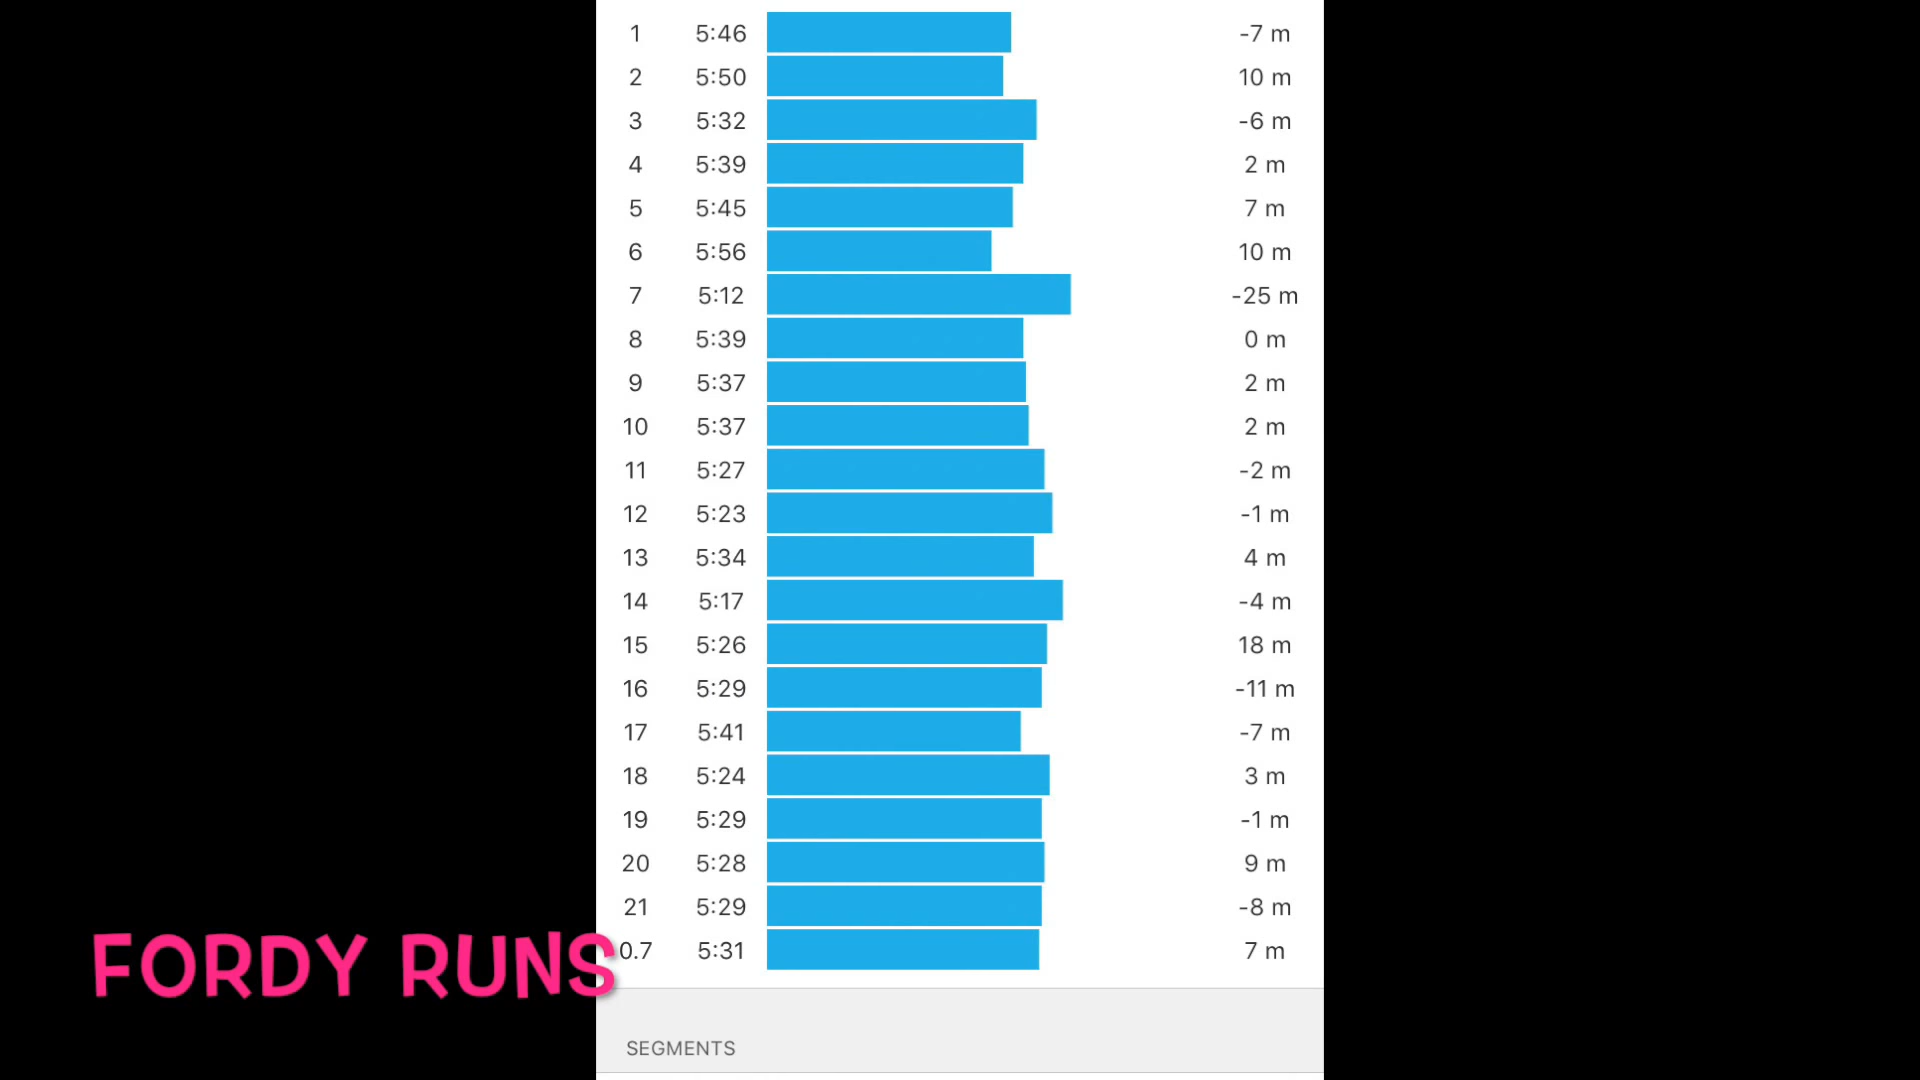 1 5:46 -7 m
2 5:50 10 m
3 5:32 -6 m
4 5:39 2 m
5 5:45 7 m
6 5:56 10 m
7 5:12 -25 m
8 5:39 0 m
9 5:37 2 m
10 5:37 2 m
11 5:27 -2 m
12 5:23 -1 m
13 5:34 4 m
14 5:17 -4 m
15 5:26 18 m
16 5:29 -11 m
17 5:41 -7 m
18 5:24 3 m
19 5:29 -1 m
20 5:28 9 m
21 5:29 -8 m
0.7 5:31 7 m
FORDY RUNS
SEGMENTS